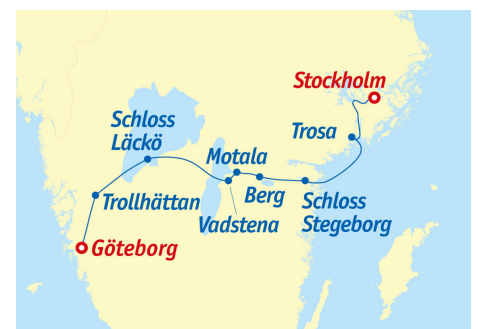 Stockholm
Schloss
Läckö
Trosa
Motala
Berg
Trollhättan
Schloss
Stegeborg
Vadstena
Göteborg